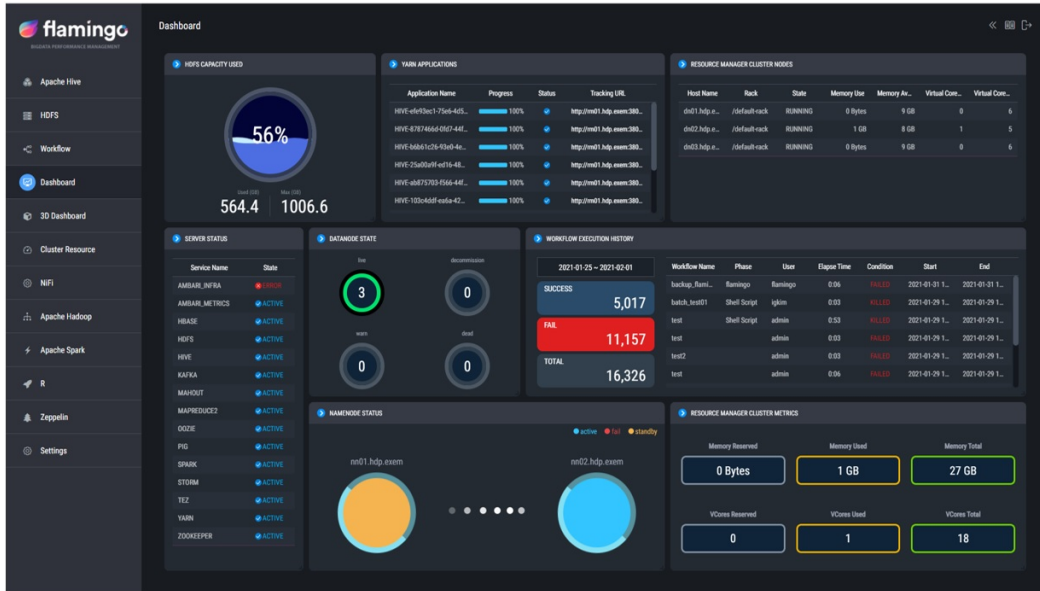 flamingo
BIGDATA PERFORMANCE MANAGEMENT
Apache Hive
HDFS
Workflow
Dashboard
3D Dashboard
Cluster Resource
NiFi
Apache Hadoop
Apache Spark
R
Zeppelin
Settings
Dashboard
HDFS CAPACITY USED
56%
Used (GB) Max (GB)
564.4 1006.6
YARN APPLICATIONS
Application Name Progress Status Tracking URL
HIVE-efe93ec1-75e6-4d5... 100% http://rm01.hdp.exem:380...
HIVE-8787466d-0fd7-44f... 100% http://rm01.hdp.exem:380...
HIVE-b6b61c26-93e0-4e... 100% http://rm01.hdp.exem:380...
HIVE-25a00a9f-ed16-48... 100% http://rm01.hdp.exem:380...
HIVE-ab875703-f566-44f... 100% http://rm01.hdp.exem:380...
HIVE-103c4ddf-ea6a-42... 100% http://rm01.hdp.exem:380...
RESOURCE MANAGER CLUSTER NODES
Host Name Rack State Memory Use Memory Av... Virtual Core... Virtual Core...
dn01.hdp.e... /default-rack RUNNING 0 Bytes 9 GB 0 6
dn02.hdp.e... /default-rack RUNNING 1 GB 8 GB 1 5
dn03.hdp.e... /default-rack RUNNING 0 Bytes 9 GB 0 6
SERVER STATUS
Service Name State
AMBARI_INFRA ERROR
AMBARI_METRICS ACTIVE
HBASE ACTIVE
HDFS ACTIVE
HIVE ACTIVE
KAFKA ACTIVE
MAHOUT ACTIVE
MAPREDUCE2 ACTIVE
OOZIE ACTIVE
PIG ACTIVE
SPARK ACTIVE
STORM ACTIVE
TEZ ACTIVE
YARN ACTIVE
ZOOKEEPER ACTIVE
DATANODE STATE
live decommission
3 0
warn dead
0 0
WORKFLOW EXECUTION HISTORY
2021-01-25 ~ 2021-02-01
SUCCESS
5,017
FAIL
11,157
TOTAL
16,326
Workflow Name Phase User Elapse Time Condition Start End
backup_flami... flamingo flamingo 0:06 FAILED 2021-01-31 1... 2021-01-31 1...
batch_test01 Shell Script igkim 0:03 KILLED 2021-01-29 1... 2021-01-29 1...
test Shell Script admin 0:53 KILLED 2021-01-29 1... 2021-01-29 1...
test admin 0:03 FAILED 2021-01-29 1... 2021-01-29 1...
test2 admin 0:03 FAILED 2021-01-29 1... 2021-01-29 1...
test admin 0:06 FAILED 2021-01-29 1... 2021-01-29 1...
NAMENODE STATUS
active fail standby
nn01.hdp.exem nn02.hdp.exem
RESOURCE MANAGER CLUSTER METRICS
Memory Reserved Memory Used Memory Total
0 Bytes 1 GB 27 GB
VCores Reserved VCores Used VCores Total
0 1 18